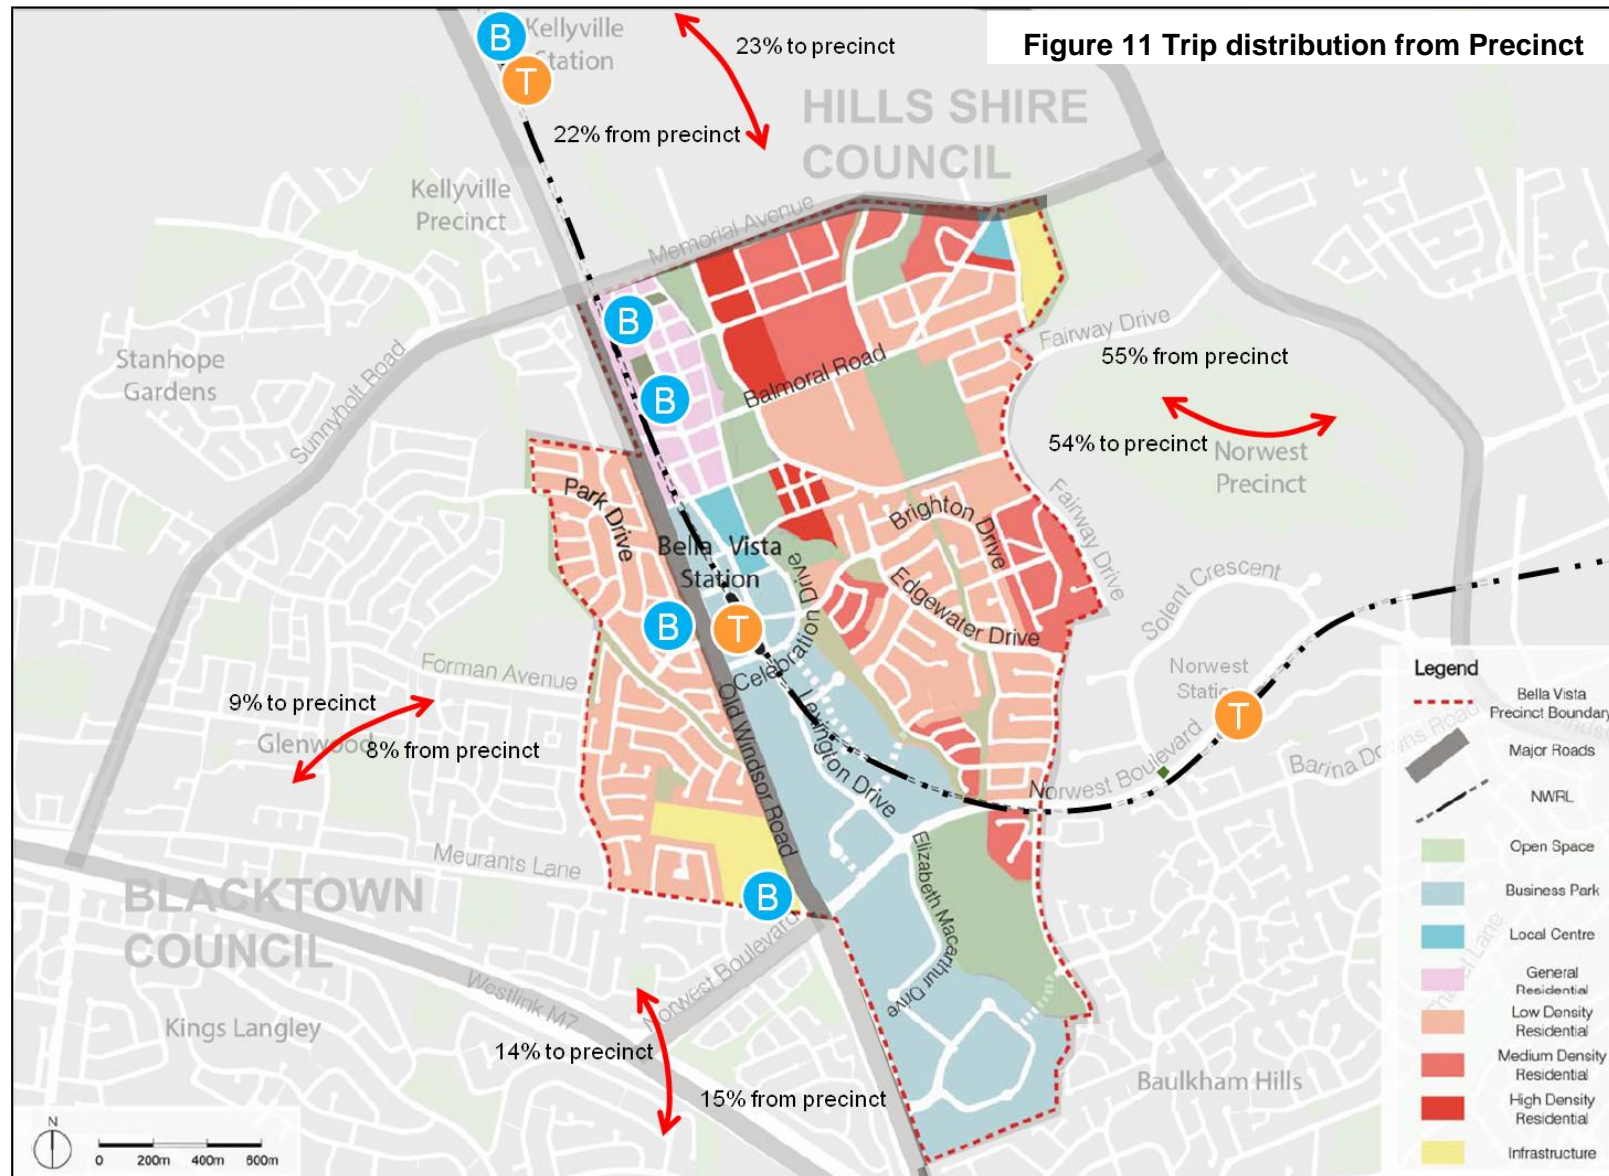 Figure 11 Trip distribution from Precinct
B
Kellyville
Station
T
23% to precinct
22% from precinct
HILLS SHIRE
COUNCIL
Kellyville
Precinct
Memorial Avenue
Stanhope
Gardens
Sunnyholt Road
B
B
Balmoral Road
Fairway Drive
55% from precinct
54% to precinct
Norwest
Precinct
Fairway Drive
Park Drive
Brighton Drive
Bella Vista
Station
Edgewater Drive
Solent Crescent
B
T
Celebration Drive
Forman Avenue
Norwest
Station
T
9% to precinct
Glenwood
8% from precinct
Old Windsor Road
Lexington Drive
Norwest Boulevard
Barina Downs Road
Meurants Lane
B
Elizabeth Macarthur Drive
BLACKTOWN
COUNCIL
Norwest Boulevard
Westlink M7
Kings Langley
14% to precinct
15% from precinct
Baulkham Hills
Legend
Bella Vista
Precinct Boundary
Major Roads
NWRL
Open Space
Business Park
Local Centre
General
Residential
Low Density
Residential
Medium Density
Residential
High Density
Residential
Infrastructure
Lane
N
0 200m 400m 600m